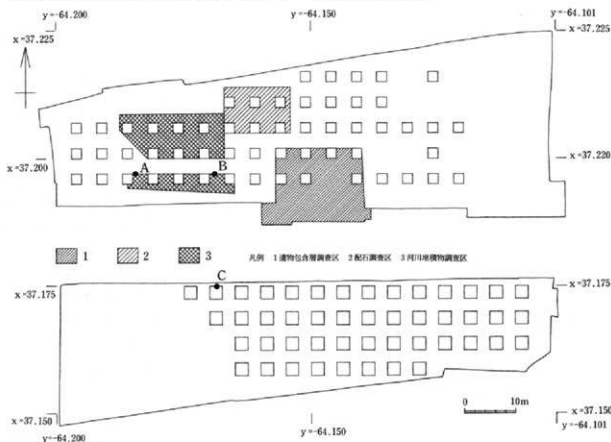 y=-64.200
y=-64.150
y=-64.101
x=37.225
x=37.225
A
B
x=37.200
x=37.220
1
2
3
凡例 1 遺物包含層調査区 2 配石調査区 3 河川堆積物調査区
C
x=37.175
x=37.175
0 10m
x=37.150
x=37.150
y=-64.200
y=-64.150
y=-64.101